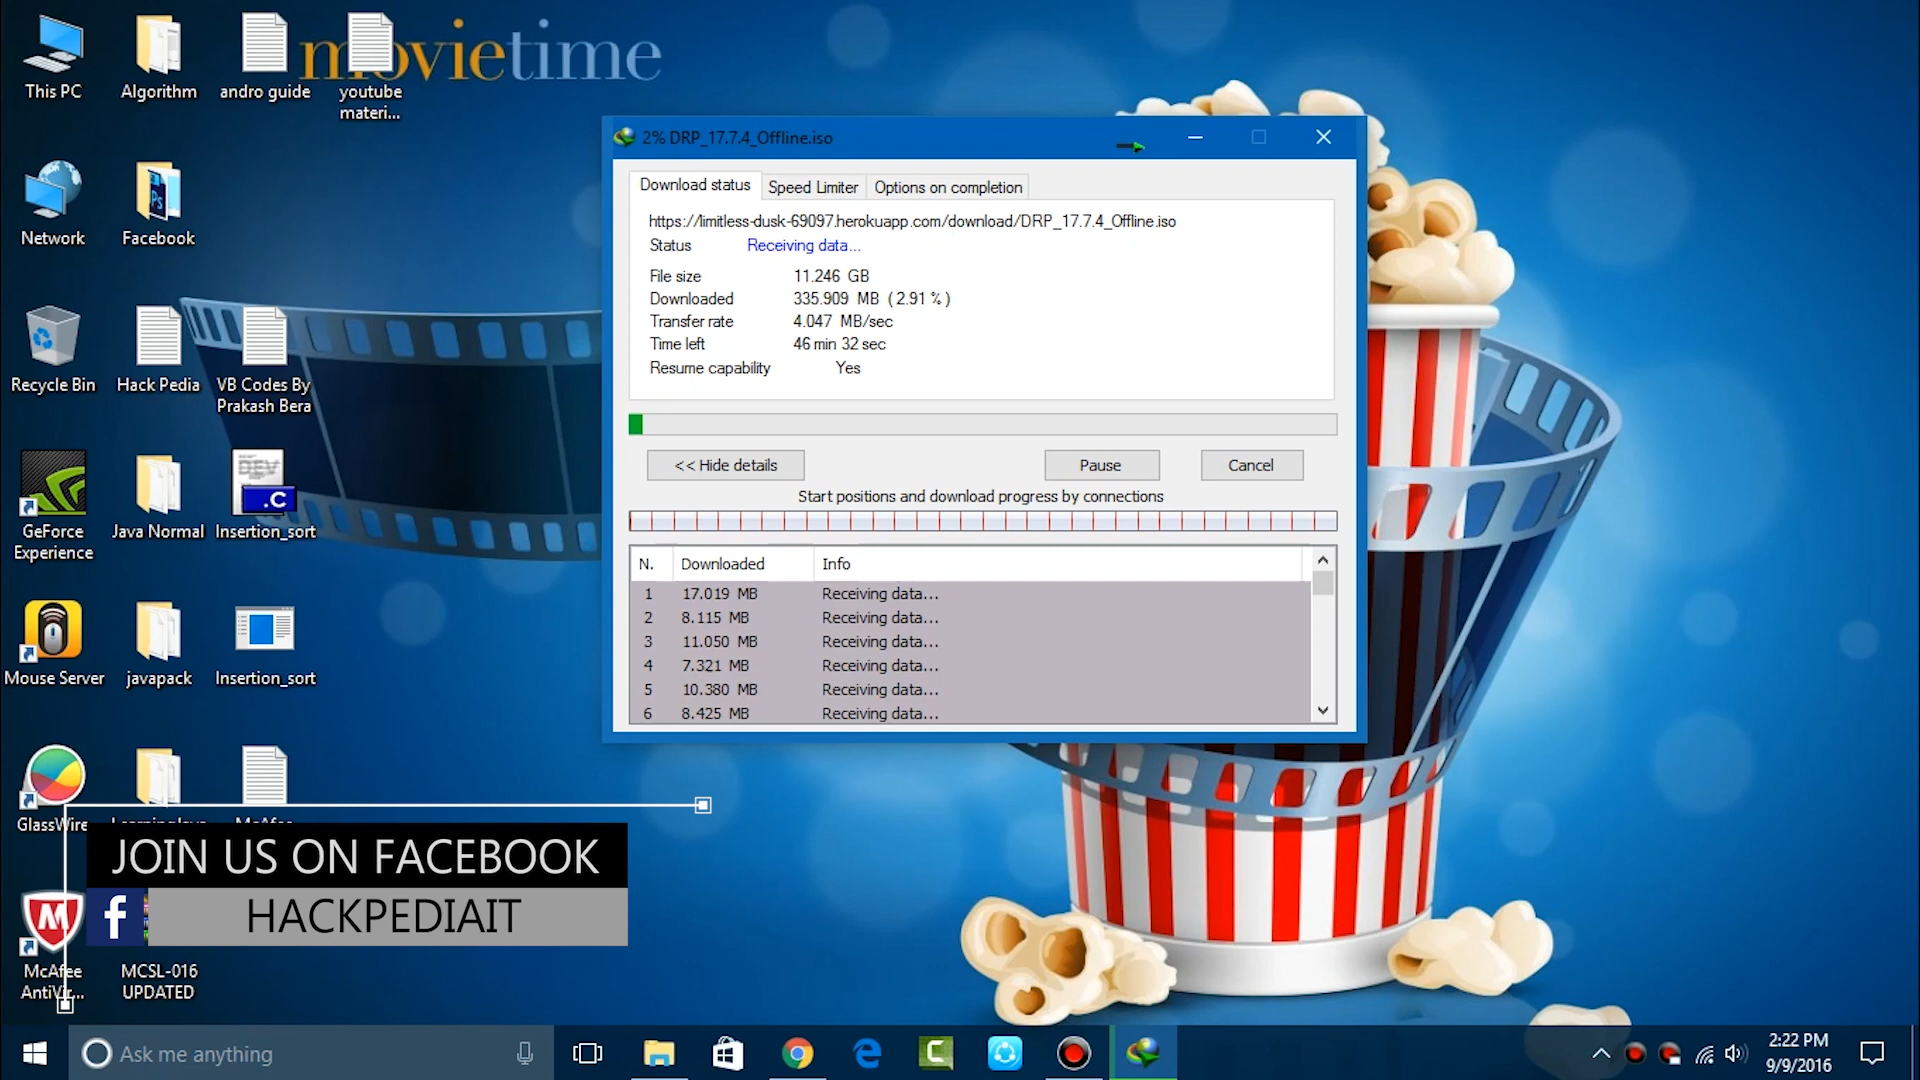 movietime
This PC
Algorithm
andro guide
youtube
materi...
Network
Facebook
Recycle Bin
Hack Pedia
VB Codes By
Prakash Bera
GeForce
Experience
Java Normal
DEV
.C
Insertion_sort
Mouse Server
javapack
Insertion_sort
GlassWire
McAfee
McAfee
AntiVir...
MCSL-016
UPDATED
2% DRP_17.7.4_Offline.iso
Download status
Speed Limiter
Options on completion
https://limitless-dusk-69097.herokuapp.com/download/DRP_17.7.4_Offline.iso
Status Receiving data...
File size 11.246 GB
Downloaded 335.909 MB ( 2.91 % )
Transfer rate 4.047 MB/sec
Time left 46 min 32 sec
Resume capability Yes
<< Hide details
Pause
Cancel
Start positions and download progress by connections
N. Downloaded Info
1 17.019 MB Receiving data...
2 8.115 MB Receiving data...
3 11.050 MB Receiving data...
4 7.321 MB Receiving data...
5 10.380 MB Receiving data...
6 8.425 MB Receiving data...
JOIN US ON FACEBOOK
f HACKPEDIAIT
Ask me anything
2:22 PM
9/9/2016